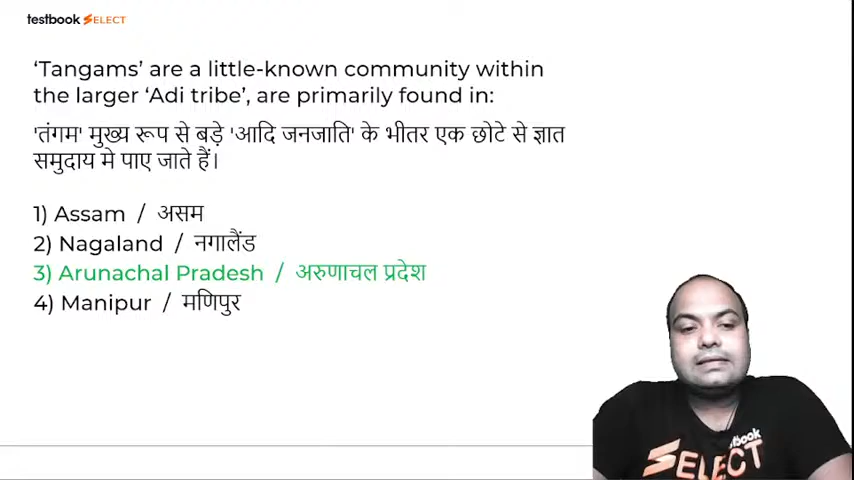 testbook SELECT
‘Tangams’ are a little-known community within
the larger ‘Adi tribe’, are primarily found in:
'तंगम' मुख्य रूप से बड़े 'आदि जनजाति' के भीतर एक छोटे से ज्ञात
समुदाय मे पाए जाते हैं।
1) Assam / असम
2) Nagaland / नगालैंड
3) Arunachal Pradesh / अरुणाचल प्रदेश
4) Manipur / मणिपुर
SELECT